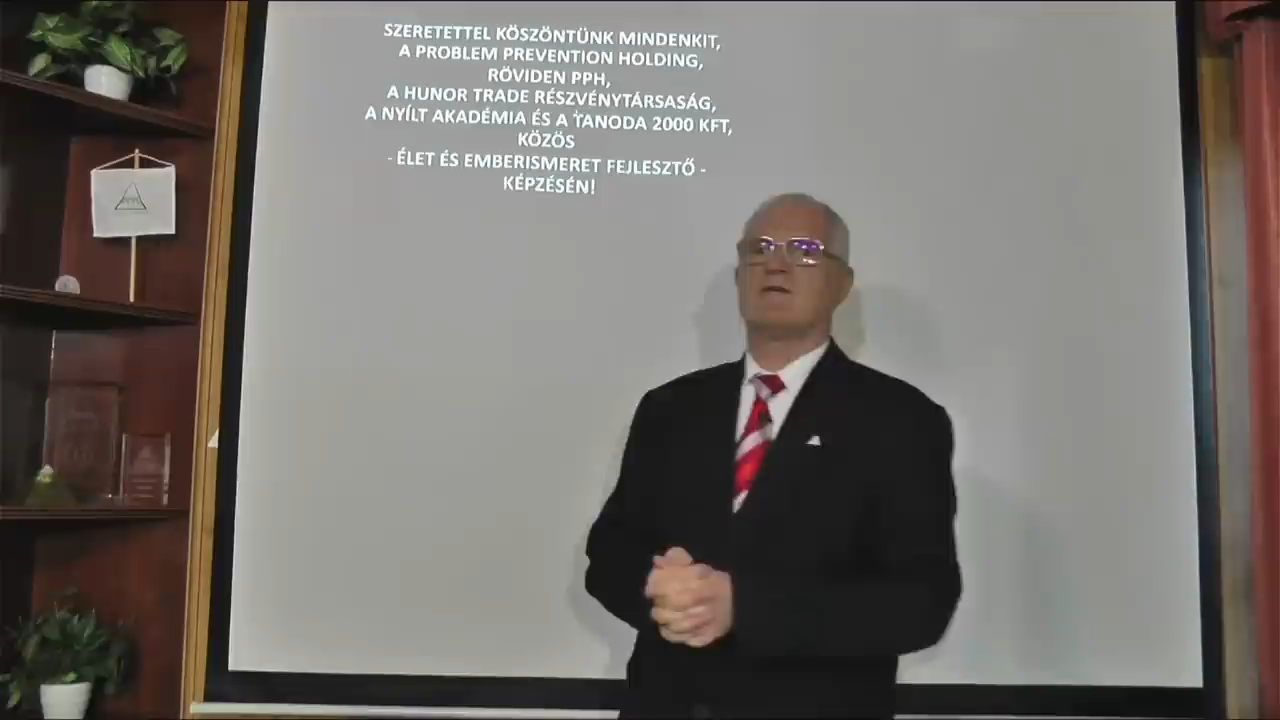 SZERETETTEL KÖSZÖNTÜNK MINDENKIT,
A PROBLEM PREVENTION HOLDING,
RÖVIDEN PPH,
A HUNOR TRADE RÉSZVÉNYTÁRSASÁG,
A NYÍLT AKADÉMIA ÉS A TANODA 2000 KFT,
KÖZÖS
- ÉLET ÉS EMBERISMERET FEJLESZTŐ -
KÉPZÉSÉN!